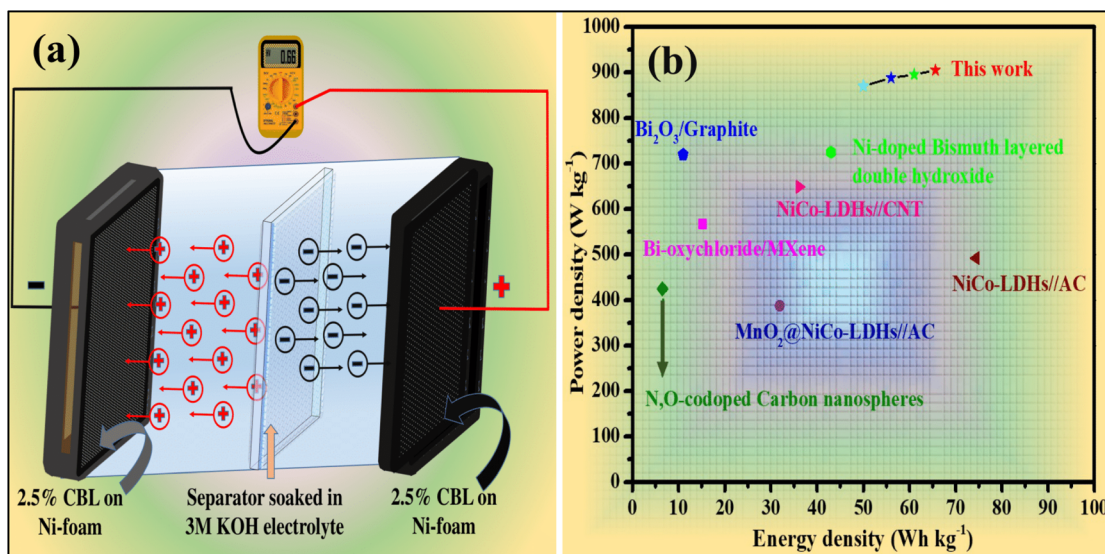 (a)
0.66
-
+
2.5% CBL on
Ni-foam
Separator soaked in
3M KOH electrolyte
2.5% CBL on
Ni-foam
(b)
Power density (W kg⁻¹)
1000
900
800
700
600
500
400
300
200
100
0
This work
Bi₂O₃/Graphite
Ni-doped Bismuth layered
double hydroxide
NiCo-LDHs//CNT
Bi-oxychloride/MXene
NiCo-LDHs//AC
MnO₂@NiCo-LDHs//AC
N,O-codoped Carbon nanospheres
0 10 20 30 40 50 60 70 80 90 100
Energy density (Wh kg⁻¹)